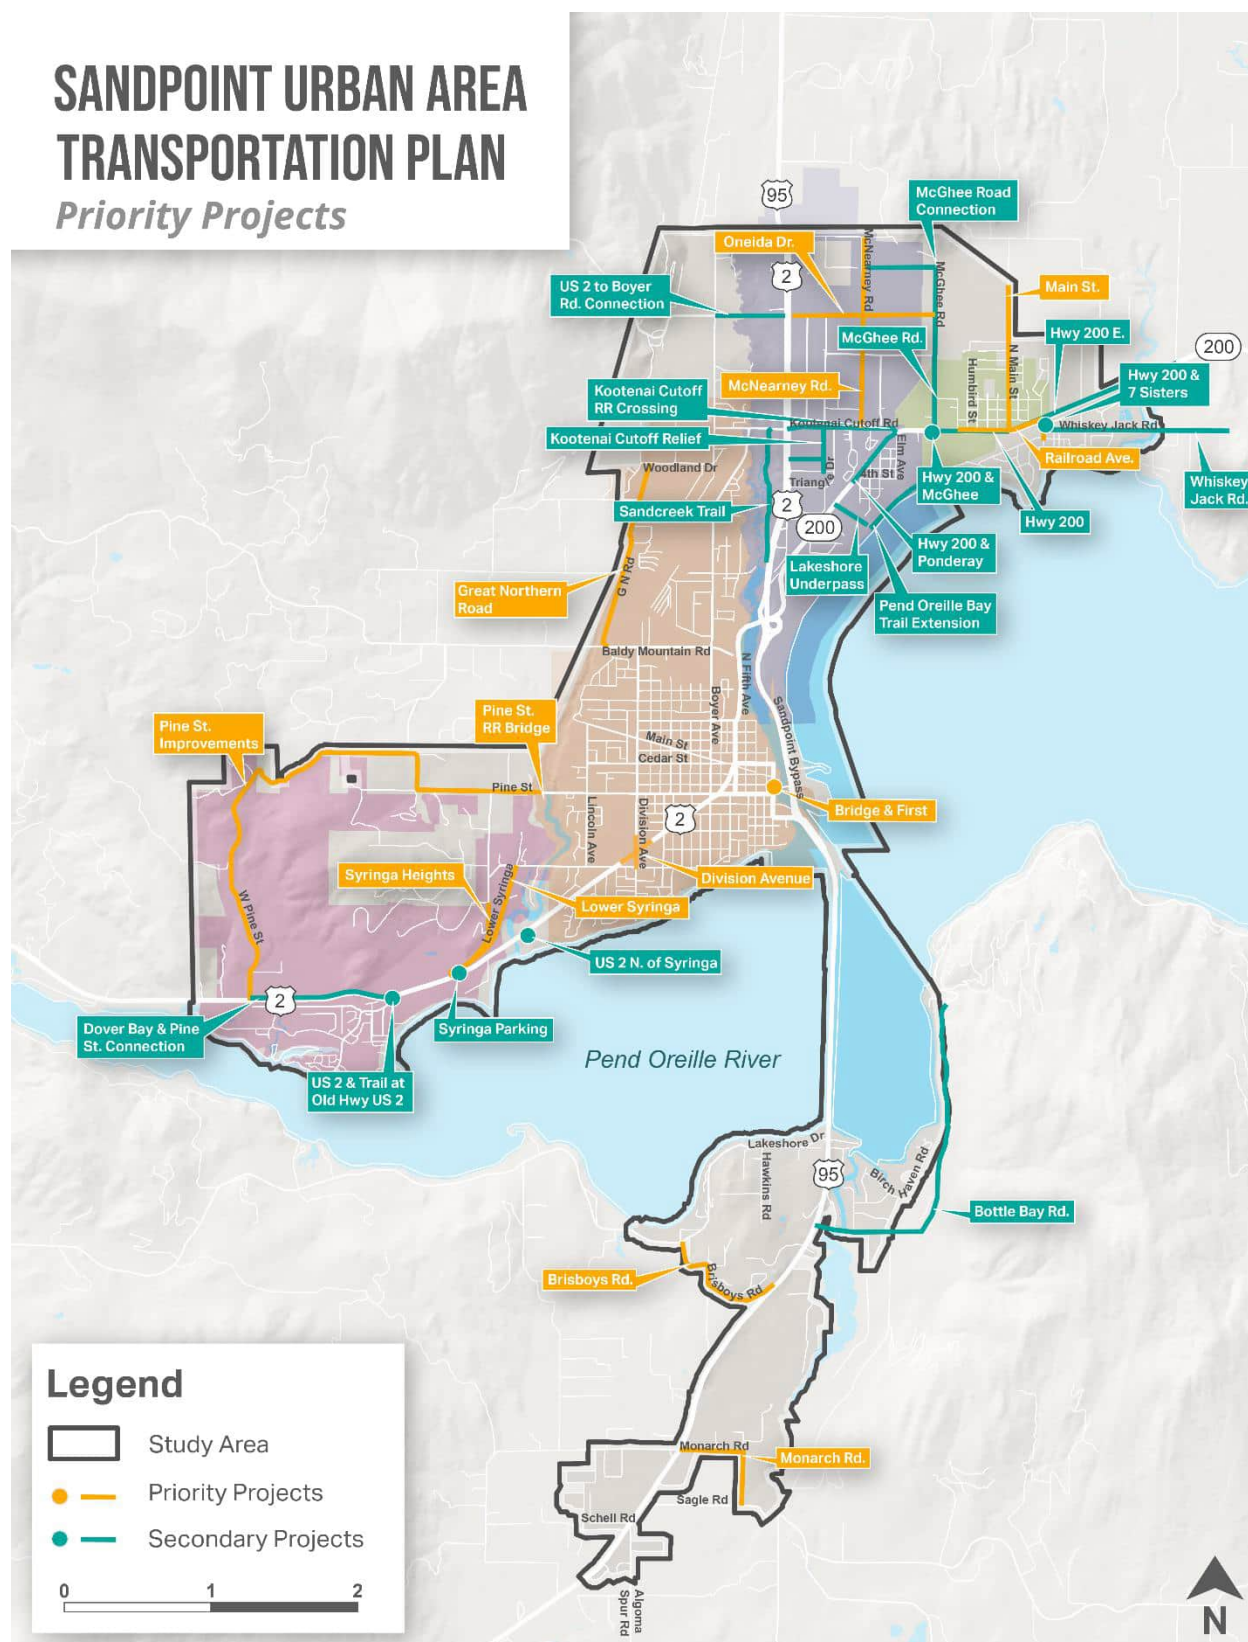 SANDPOINT URBAN AREA
TRANSPORTATION PLAN
Priority Projects
95
McGhee Road
Connection
Oneida Dr.
McNearney Rd
McGhee Rd
2
US 2 to Boyer
Rd. Connection
Main St.
McGhee Rd.
Hwy 200 E.
200
N Main St
Humbird St
Hwy 200 &
7 Sisters
Kootenai Cutoff
RR Crossing
McNearney Rd.
Kootenai Cutoff Rd
Whiskey Jack Rd
Kootenai Cutoff Relief
Elm Ave
Railroad Ave.
Woodland Dr
Triangle Dr
4th St
Hwy 200 &
McGhee
Whiskey
Jack Rd.
Sandcreek Trail
2
200
Hwy 200
Hwy 200 &
Ponderay
Lakeshore
Underpass
G N Rd
Great Northern
Road
Pend Oreille Bay
Trail Extension
Baldy Mountain Rd
N Fifth Ave
Boyer Ave
Sandpoint Bypass
Pine St.
RR Bridge
Pine St.
Improvements
Main St
Cedar St
Pine St
Bridge & First
Lincoln Ave
Division Ave
2
Syringa Heights
Division Avenue
Lower Syringa
Lower Syringa
W Pine St
US 2 N. of Syringa
2
Dover Bay & Pine
St. Connection
Syringa Parking
US 2 & Trail at
Old Hwy US 2
Pend Oreille River
Lakeshore Dr
Hawkins Rd
95
Birch Haven Rd
Bottle Bay Rd.
Brisboys Rd.
Brisboys Rd
Legend
Study Area
Priority Projects
Secondary Projects
0 1 2
Monarch Rd
Monarch Rd.
Sagle Rd
Schell Rd
Algoma
Spur Rd
N